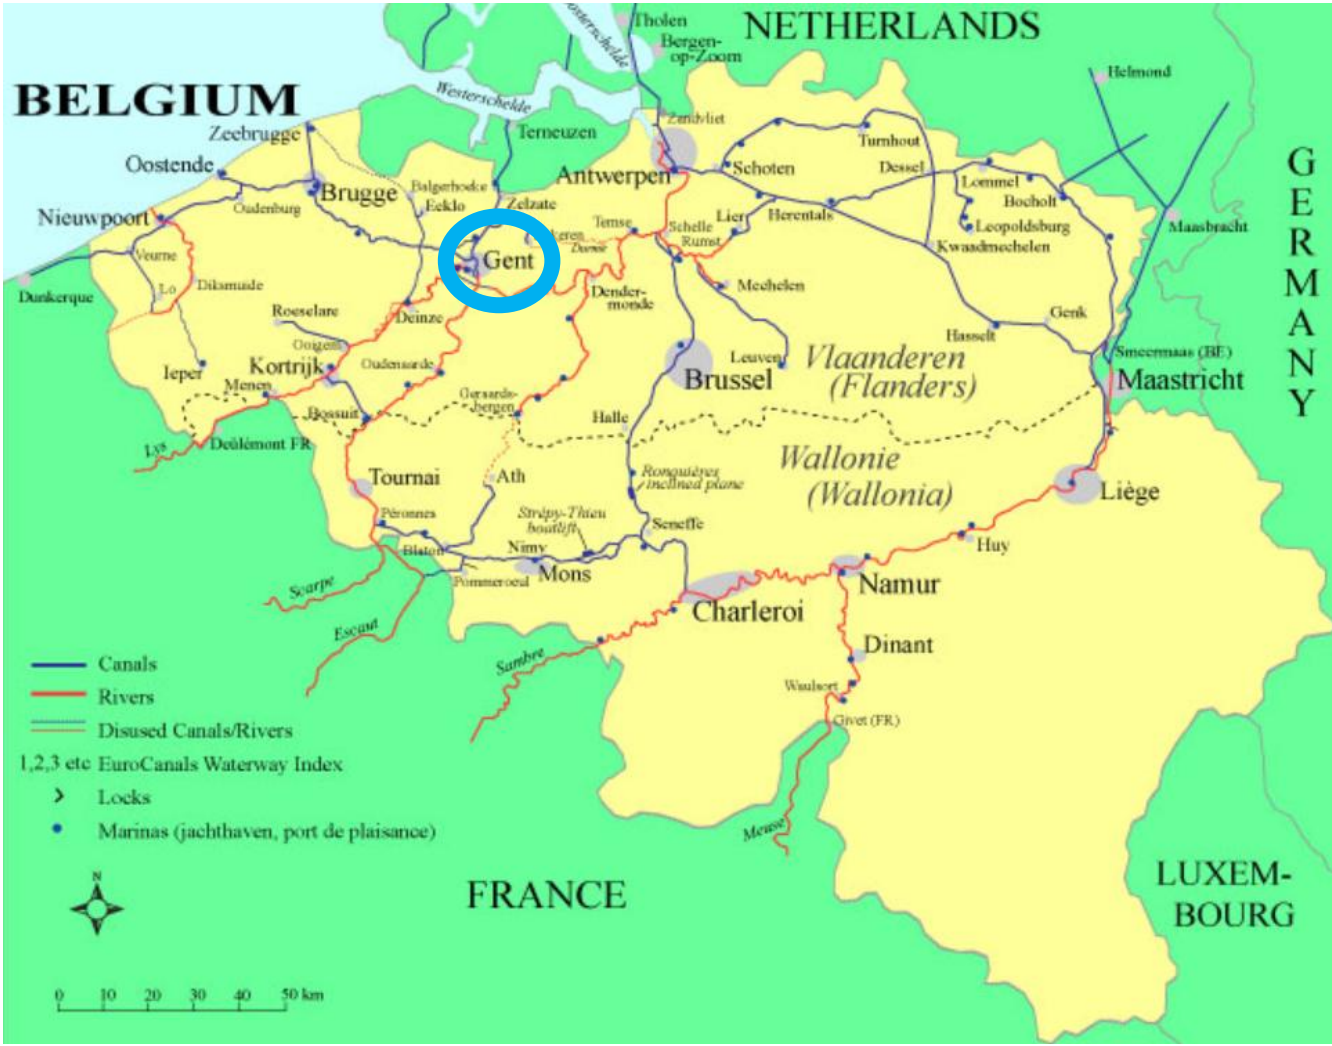 NETHERLANDS
Tholen
Bergen-
op-Zoom
Helmond
BELGIUM
Westerschelde
Zeebrugge
Terneuzen
Zandvliet
Turnhout
Oostende
Brugge
Balgerhoeke
Eeklo
Zelzate
Antwerpen
Schoten
Dessel
Lommel
Bocholt
Nieuwpoort
Oudenburg
Temse
Schelle
Rumst
Lier
Herentals
Leopoldsburg
Kwaadmechelen
Maasbracht
GERMANY
Veurne
Gent
Durme
Dunkerque
Lo
Diksmuide
Dender-
monde
Mechelen
Roeselare
Deinze
Ooigem
Hasselt
Genk
Ieper
Kortrijk
Oudenaarde
Leuven
Vlaanderen
(Flanders)
Smeermaas (BE)
Maastricht
Menen
Brussel
Geraards-
bergen
Bossuit
Halle
Lys
Deûlémont FR
Wallonie
(Wallonia)
Tournai
Ath
Ronquières
inclined plane
Liège
Péronnes
Strépy-Thieu
boatlift
Seneffe
Blaton
Nimy
Huy
Pommeroeul
Mons
Scarpe
Namur
Charleroi
Escaut
Sambre
Dinant
Waulsort
Givet (FR)
Meuse
Canals
Rivers
Disused Canals/Rivers
1,2,3 etc EuroCanals Waterway Index
Locks
Marinas (jachthaven, port de plaisance)
N
FRANCE
LUXEM-
BOURG
0 10 20 30 40 50 km